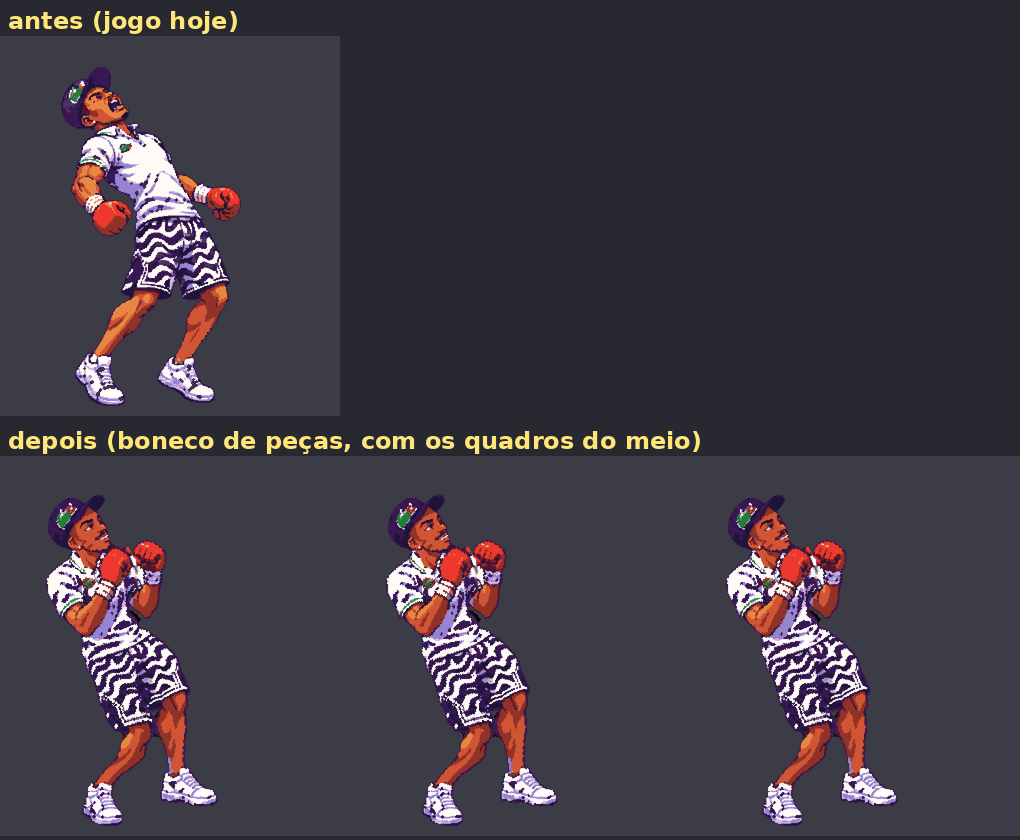 antes (jogo hoje)
depois (boneco de peças, com os quadros do meio)